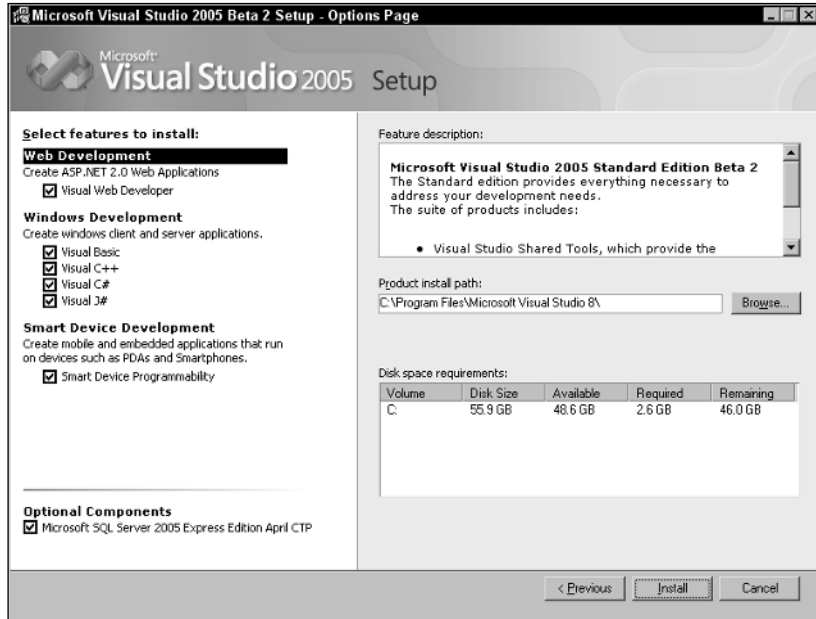 Microsoft Visual Studio 2005 Beta 2 Setup - Options Page
Microsoft
Visual Studio 2005 Setup
Select features to install:
Web Development
Create ASP.NET 2.0 Web Applications
Visual Web Developer
Windows Development
Create windows client and server applications.
Visual Basic
Visual C++
Visual C#
Visual J#
Smart Device Development
Create mobile and embedded applications that run
on devices such as PDAs and Smartphones.
Smart Device Programmability
Optional Components
Microsoft SQL Server 2005 Express Edition April CTP
Feature description:
Microsoft Visual Studio 2005 Standard Edition Beta 2
The Standard edition provides everything necessary to
address your development needs.
The suite of products includes:
• Visual Studio Shared Tools, which provide the
Product install path:
C:\Program Files\Microsoft Visual Studio 8\ Browse...
Disk space requirements:
Volume Disk Size Available Required Remaining
C: 55.9 GB 48.6 GB 2.6 GB 46.0 GB
< Previous Install Cancel